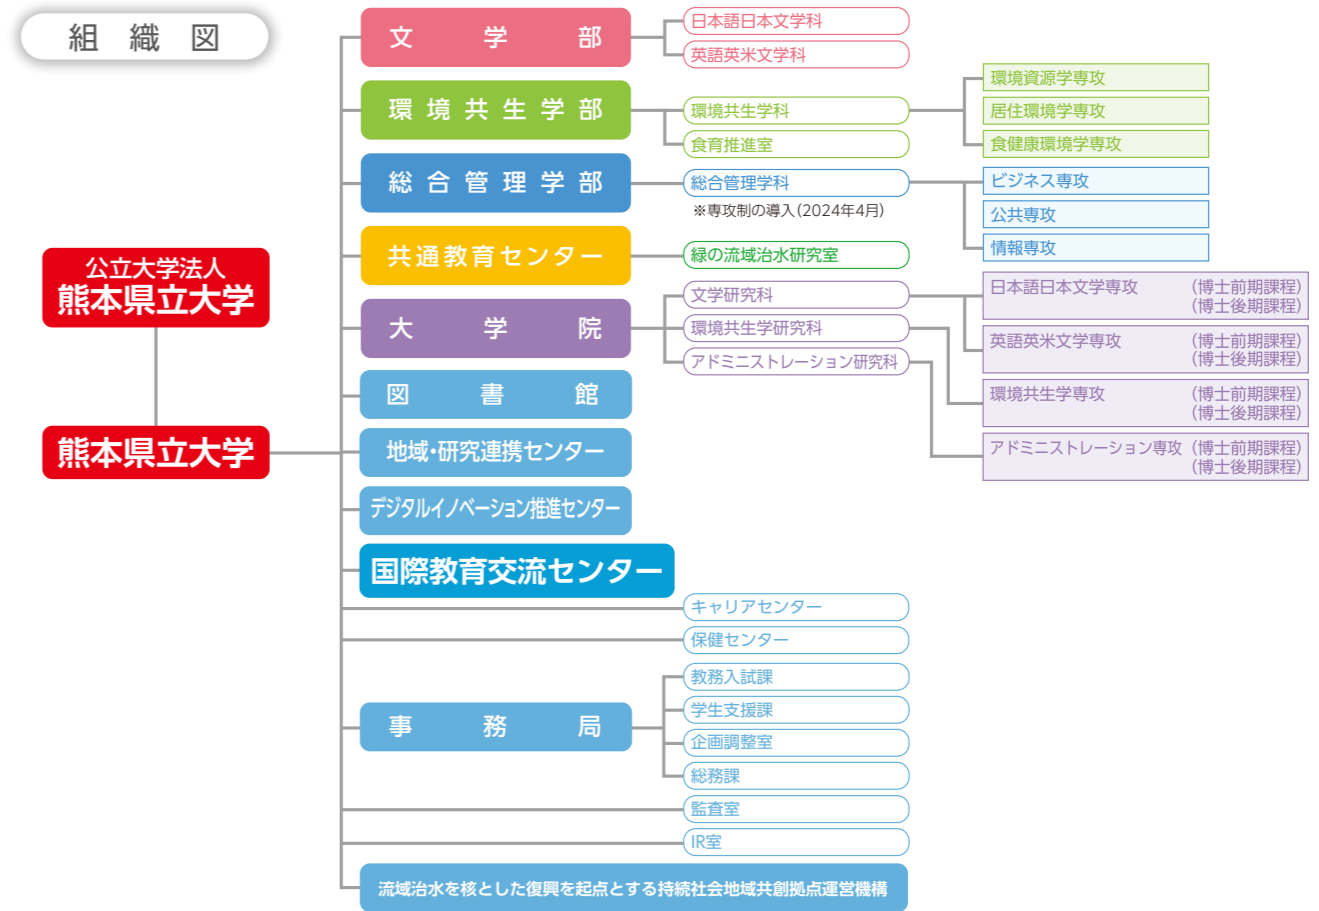 組織図
公立大学法人
熊本県立大学
熊本県立大学
文学部
日本語日本文学科
英語英米文学科
環境共生学部
環境共生学科
食育推進室
環境資源学専攻
居住環境学専攻
食健康環境学専攻
総合管理学部
総合管理学科
※専攻制の導入(2024年4月)
ビジネス専攻
公共専攻
情報専攻
共通教育センター
緑の流域治水研究室
大学院
文学研究科
環境共生学研究科
アドミニストレーション研究科
日本語日本文学専攻 (博士前期課程)
(博士後期課程)
英語英米文学専攻 (博士前期課程)
(博士後期課程)
環境共生学専攻 (博士前期課程)
(博士後期課程)
アドミニストレーション専攻 (博士前期課程)
(博士後期課程)
図書館
地域・研究連携センター
デジタルイノベーション推進センター
国際教育交流センター
キャリアセンター
保健センター
事務局
教務入試課
学生支援課
企画調整室
総務課
監査室
IR室
流域治水を核とした復興を起点とする持続社会地域共創拠点運営機構